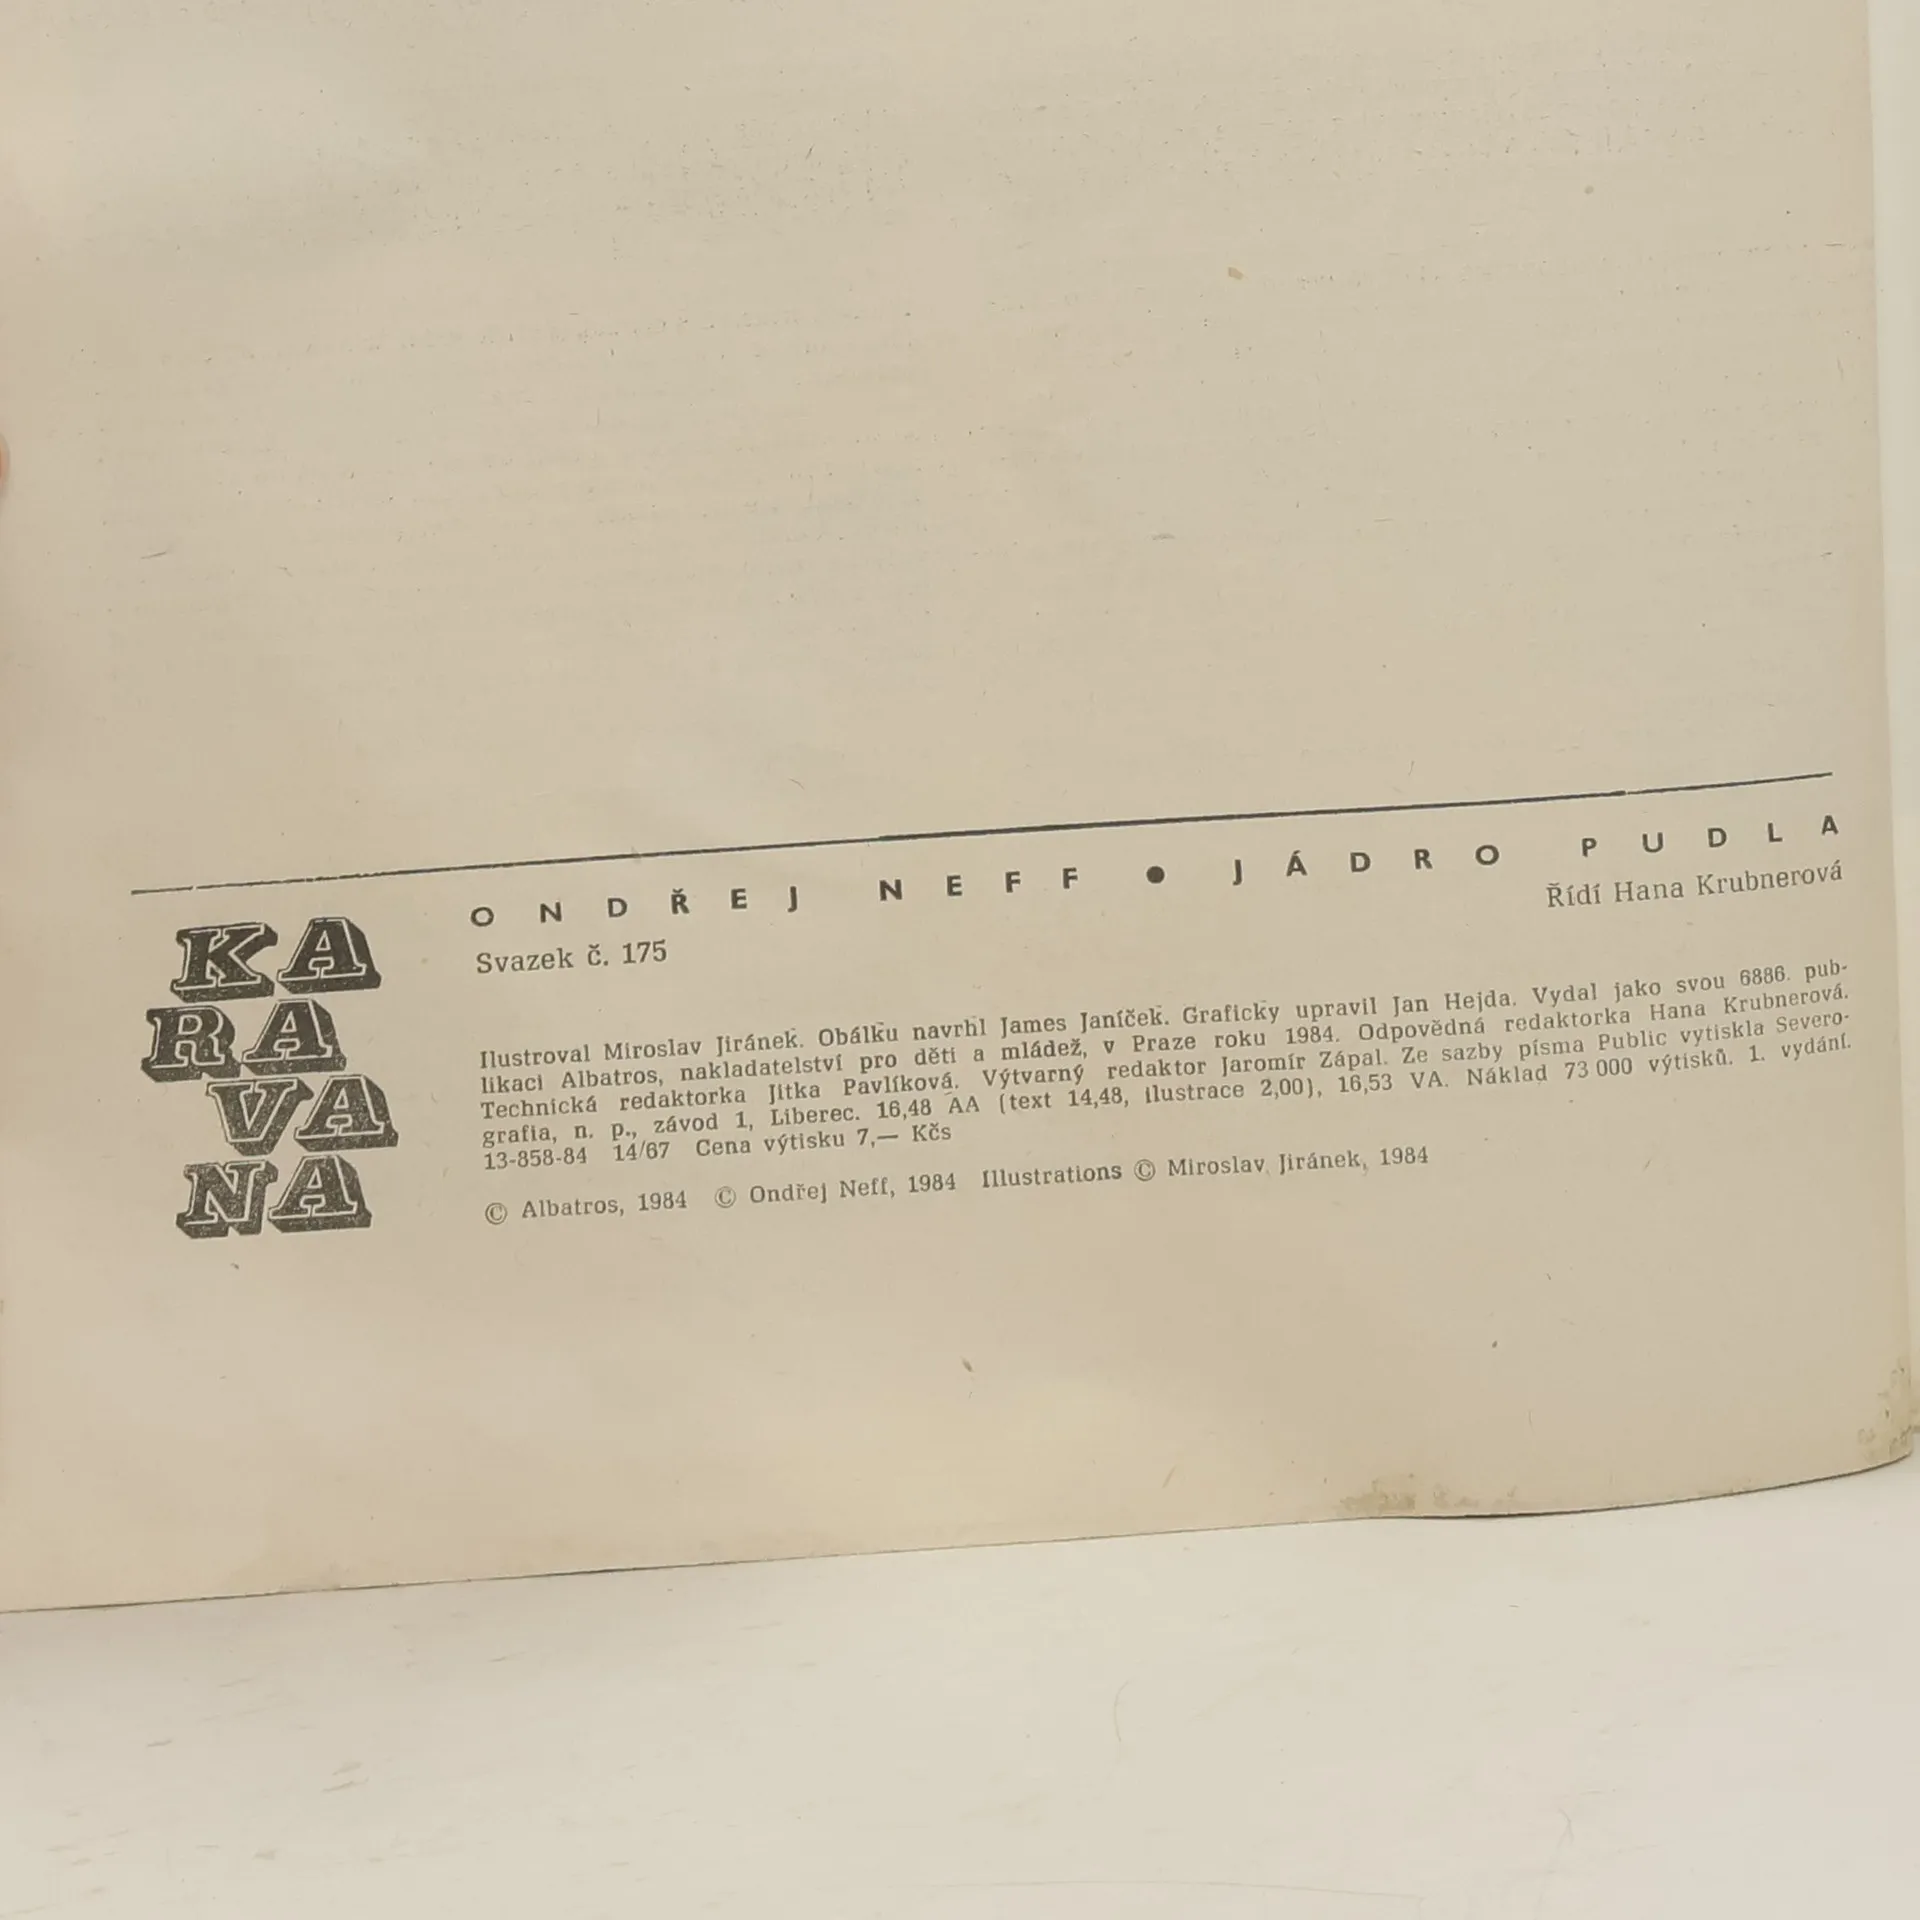 KA
RA
VA
NA
ONDŘEJ NEFF ● JÁDRO PUDLA
Svazek č. 175 Řídí Hana Krubnerová
Ilustroval Miroslav Jiránek. Obálku navrhl James Janíček. Graficky upravil Jan Hejda. Vydal jako svou 6886. pub-
likaci Albatros, nakladatelství pro děti a mládež, v Praze roku 1984. Odpovědná redaktorka Hana Krubnerová.
Technická redaktorka Jitka Pavlíková. Výtvarný redaktor Jaromír Zápal. Ze sazby písma Public vytiskla Severo-
grafia, n. p., závod 1, Liberec. 16,48 AA (text 14,48, ilustrace 2,00), 16,53 VA. Náklad 73 000 výtisků. 1. vydání.
13-858-84 14/67 Cena výtisku 7,— Kčs
© Albatros, 1984 © Ondřej Neff, 1984 Illustrations © Miroslav Jiránek, 1984